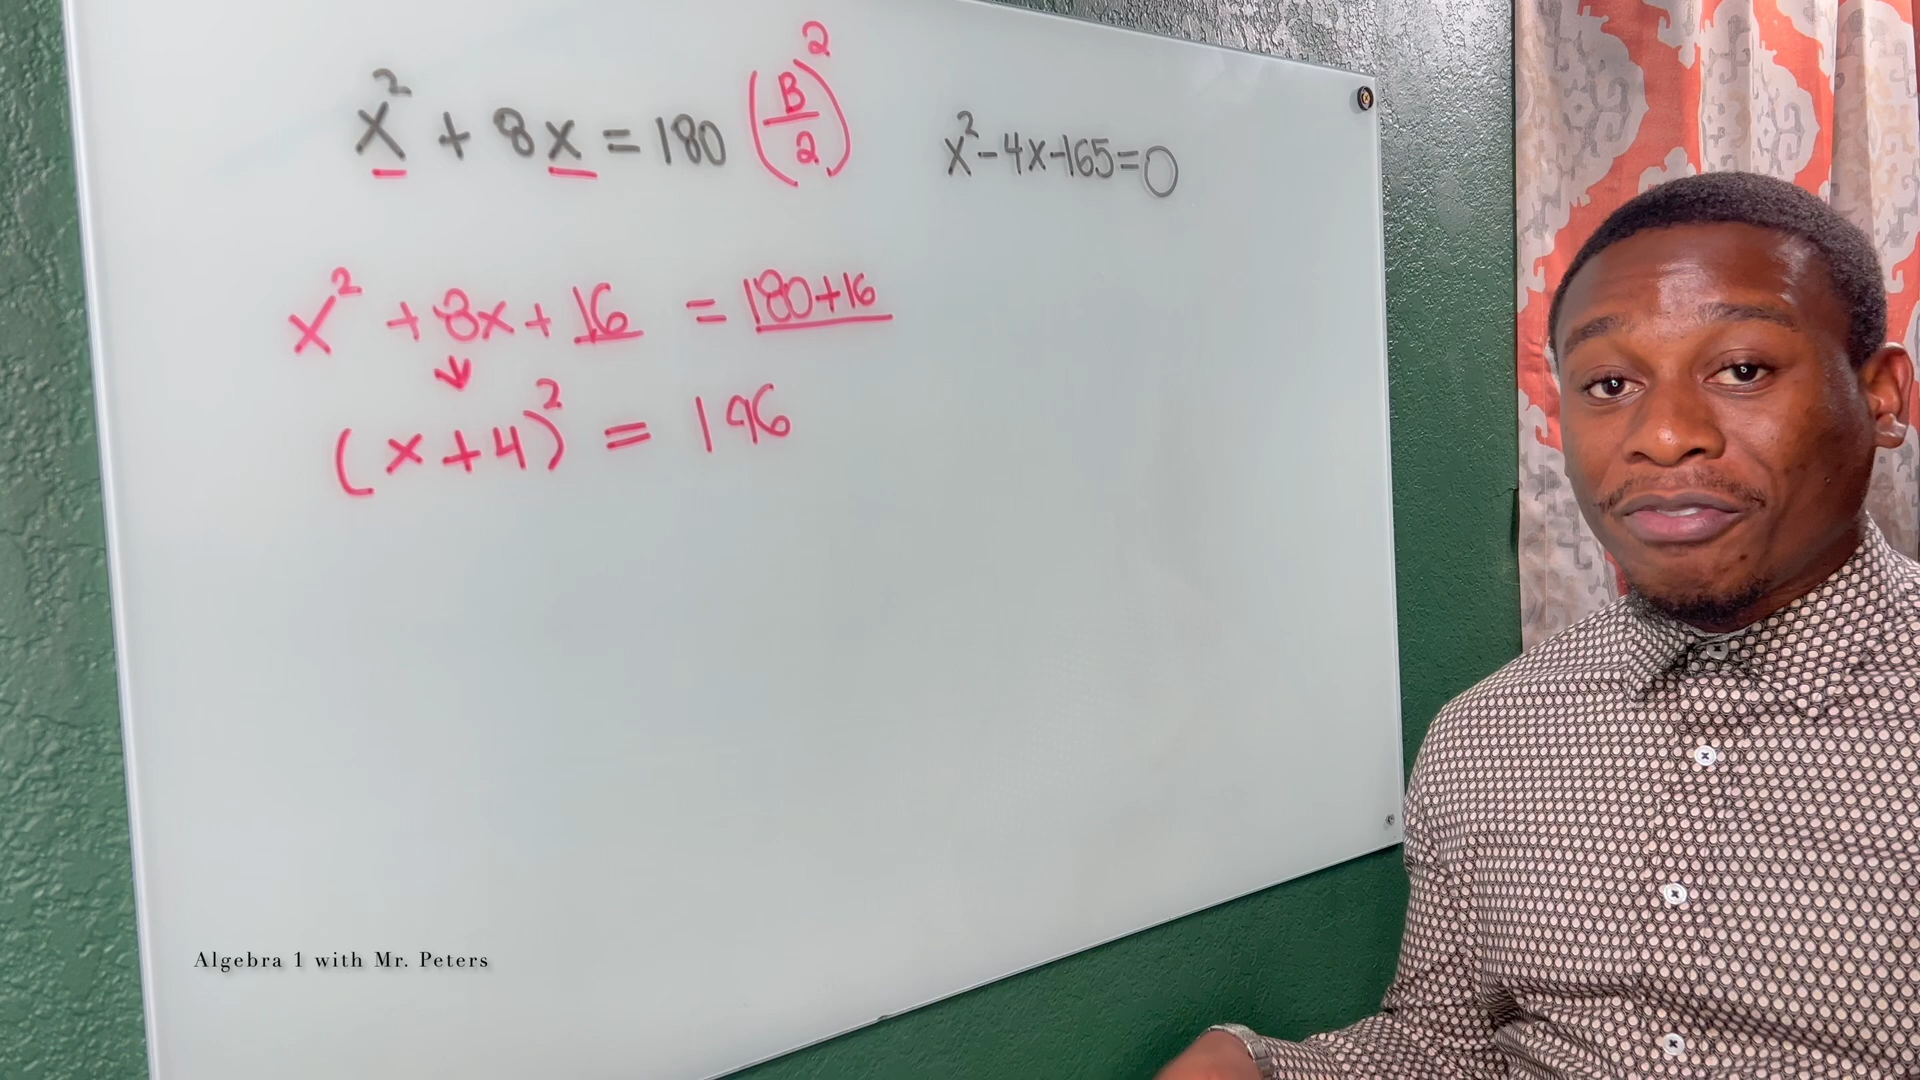 x² + 8x = 180 (B/2)²
x² - 4x - 165 = 0
x² + 8x + 16 = 180 + 16
(x + 4)² = 196
Algebra 1 with Mr. Peters